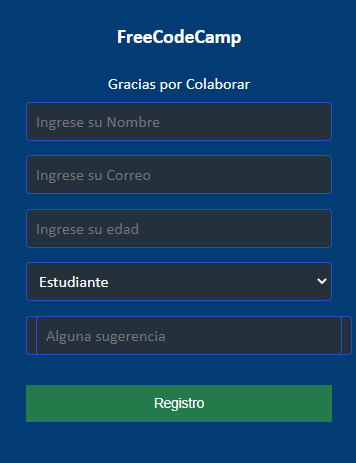 FreeCodeCamp
Gracias por Colaborar
Ingrese su Nombre
Ingrese su Correo
Ingrese su edad
Estudiante
Alguna sugerencia
Registro